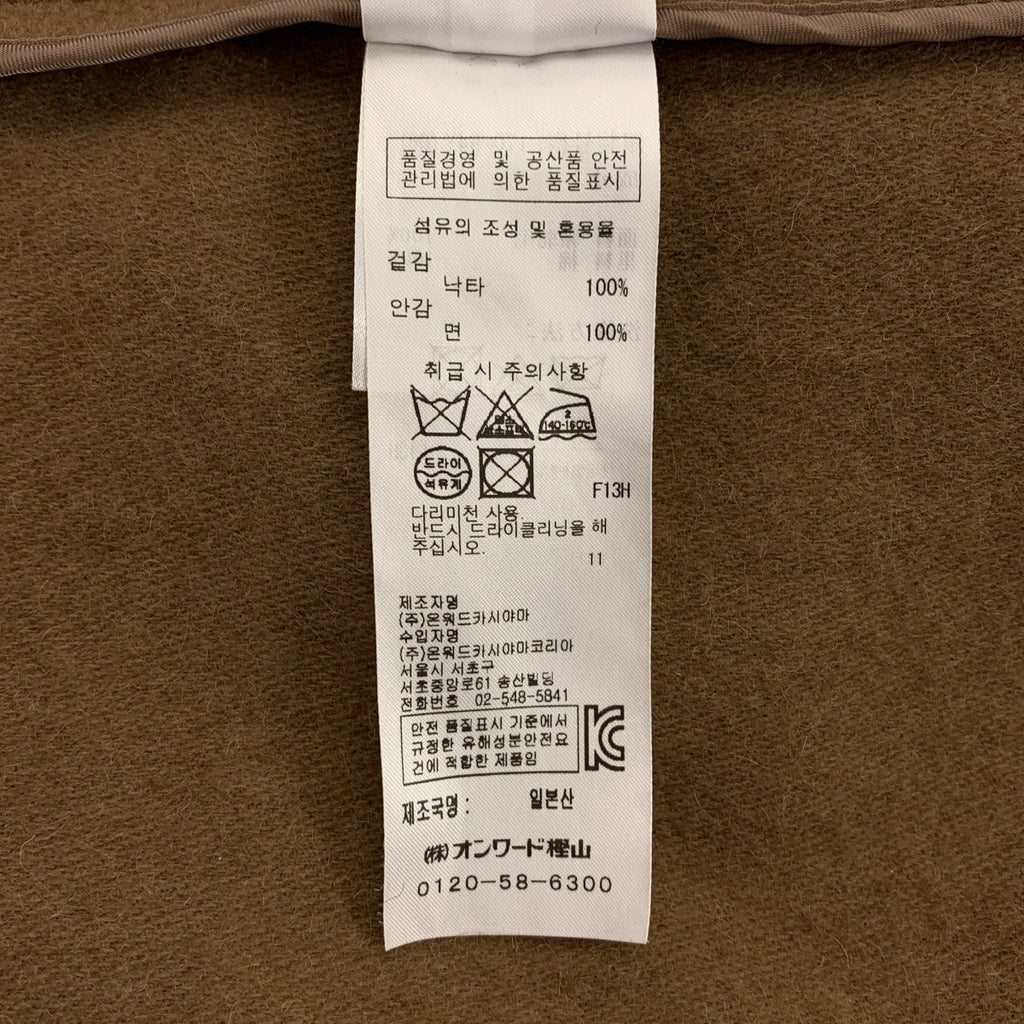 품질경영 및 공산품 안전
관리법에 의한 품질표시
섬유의 조성 및 혼용율
겉감
낙타 100%
안감
면 100%
취급 시 주의사항
2
140-160℃
드라이
석유계
F13H
다리미천 사용.
반드시 드라이클리닝을 해
주십시오.
11
제조자명
(주)온워드카시야마
수입자명
(주)온워드카시야마코리아
서울시 서초구
서초중앙로61 송산빌딩
전화번호 02-548-5841
안전 품질표시 기준에서
규정한 유해성분안전요
건에 적합한 제품임
KC
제조국명 : 일본산
(株)オンワード樫山
0120-58-6300